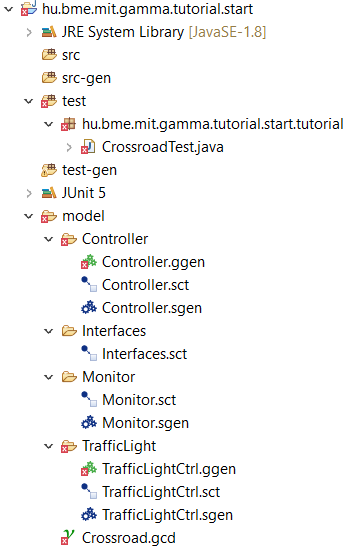 hu.bme.mit.gamma.tutorial.start
JRE System Library [JavaSE-1.8]
src
src-gen
test
hu.bme.mit.gamma.tutorial.start.tutorial
CrossroadTest.java
test-gen
JUnit 5
model
Controller
Controller.ggen
Controller.sct
Controller.sgen
Interfaces
Interfaces.sct
Monitor
Monitor.sct
Monitor.sgen
TrafficLight
TrafficLightCtrl.ggen
TrafficLightCtrl.sct
TrafficLightCtrl.sgen
Crossroad.gcd